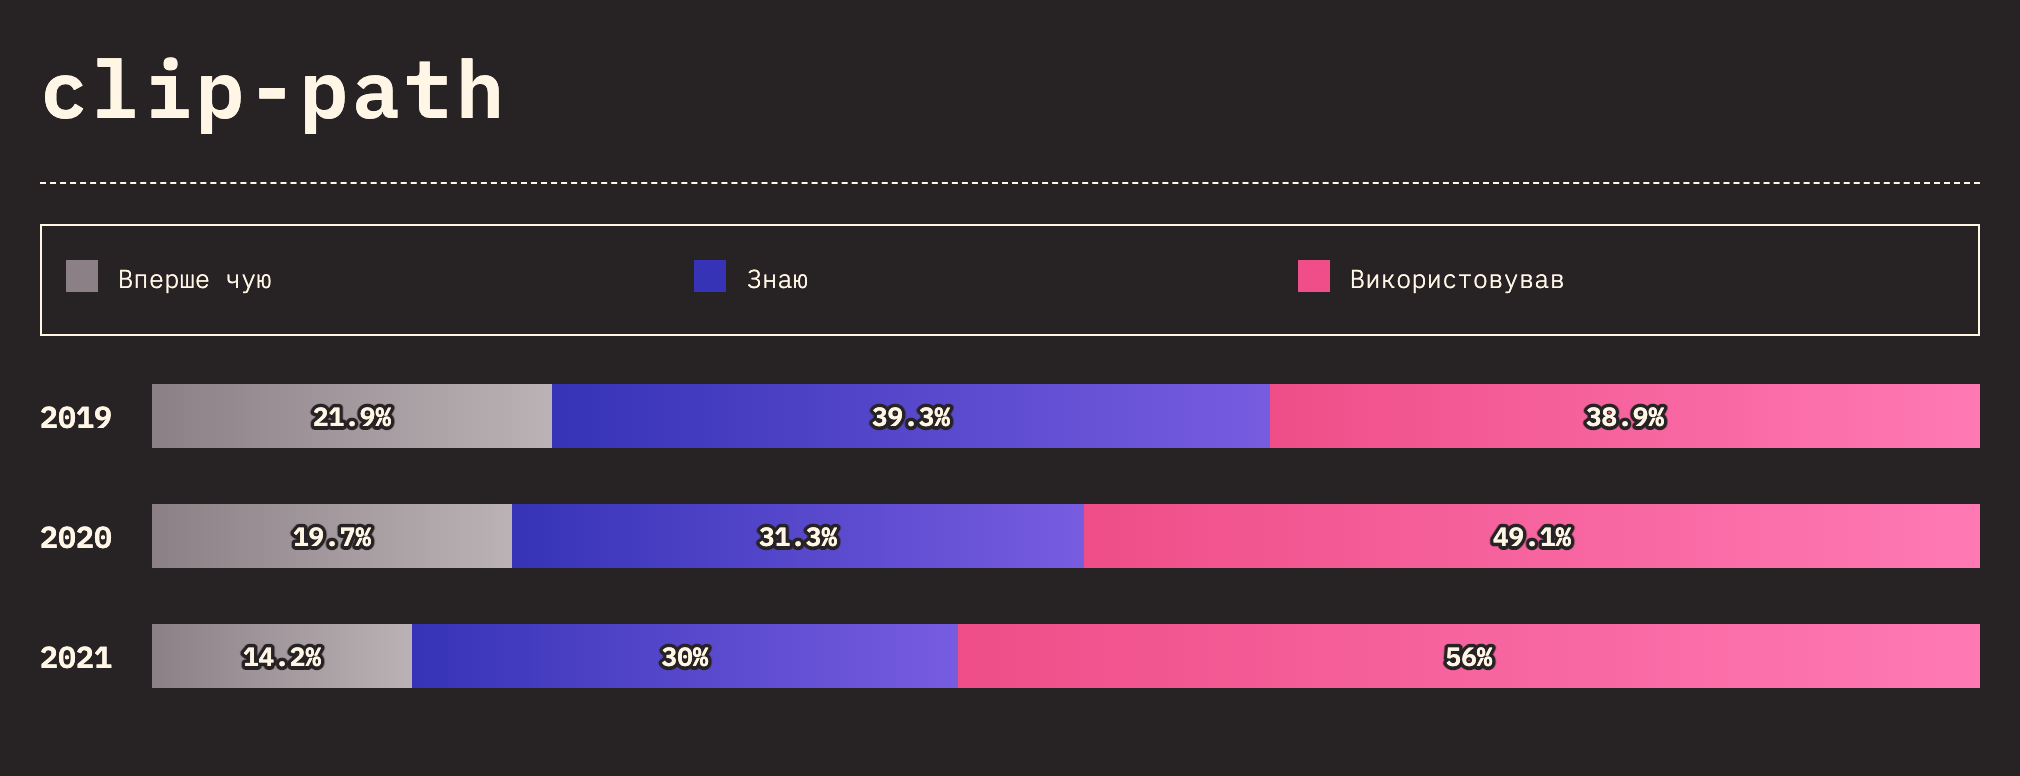 clip-path
Вперше чую Знаю Використовував
2019 21.9% 39.3% 38.9%
2020 19.7% 31.3% 49.1%
2021 14.2% 30% 56%